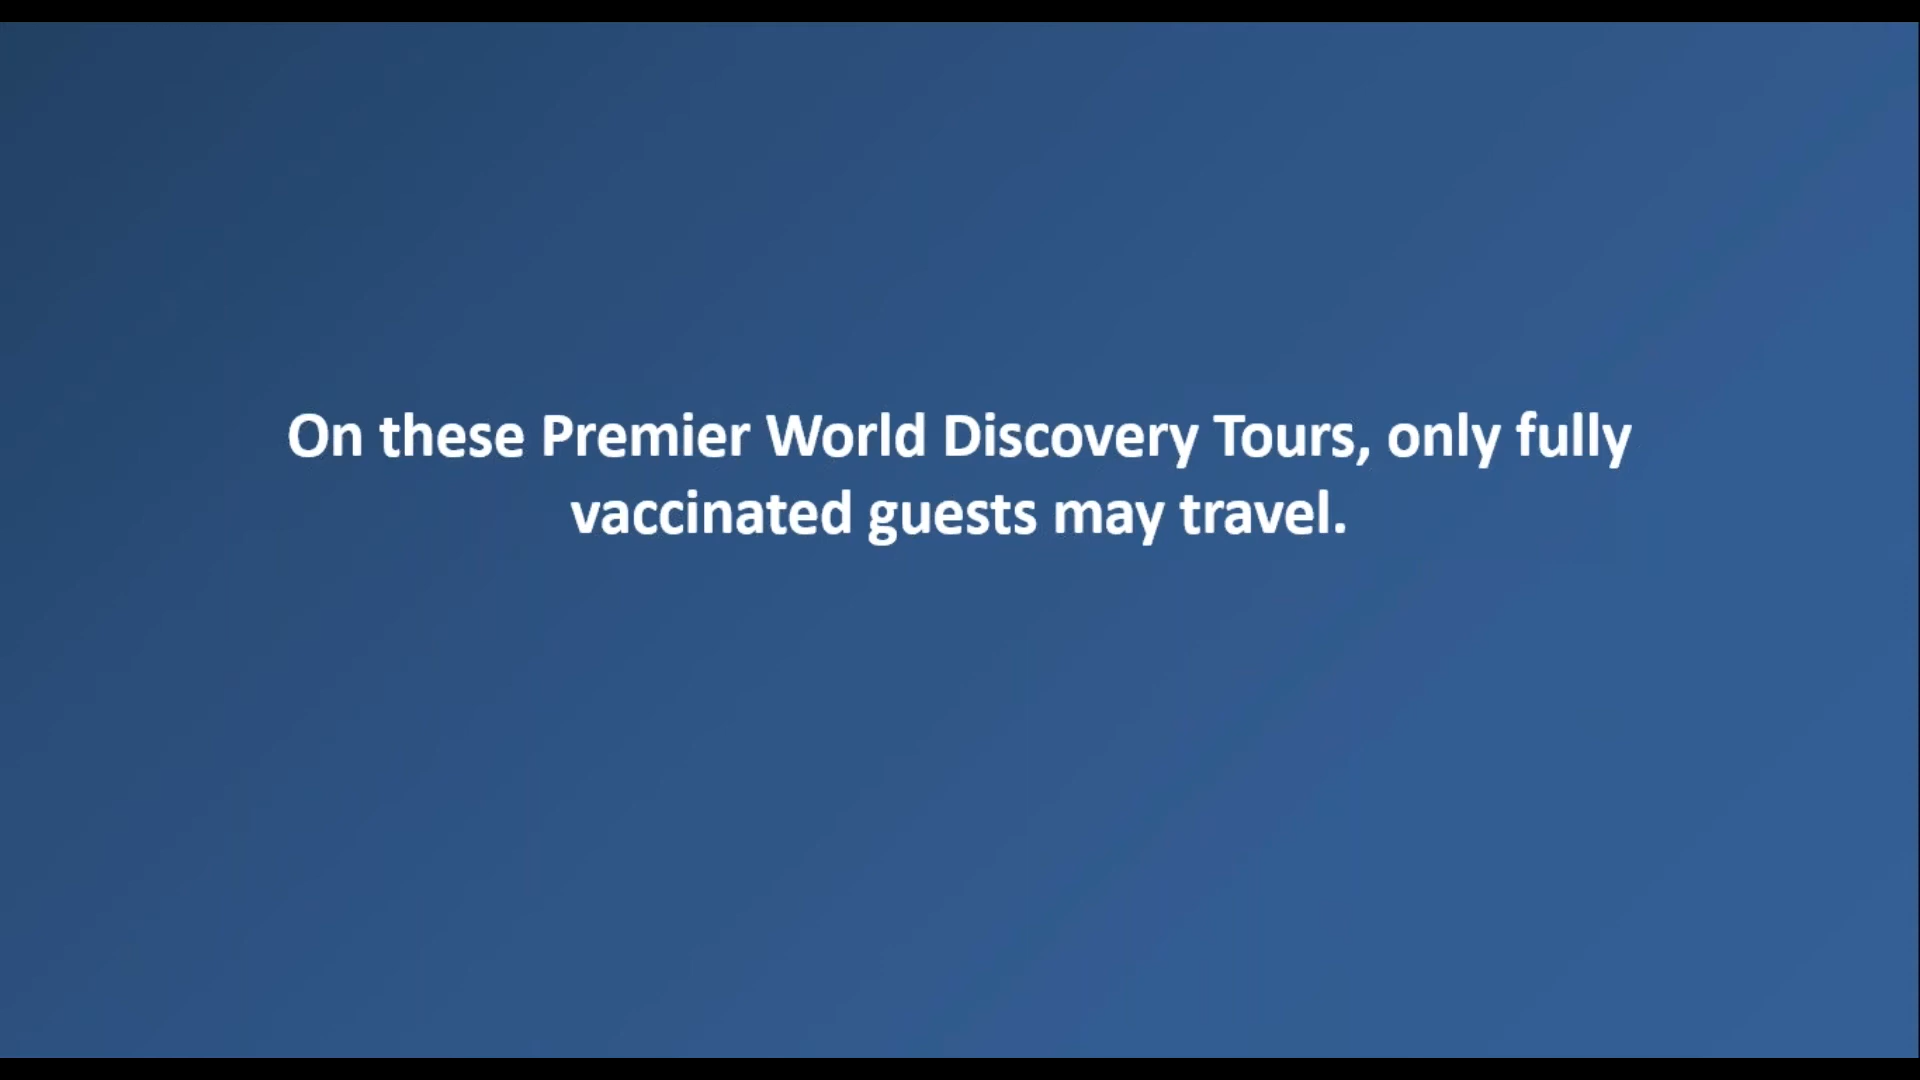 On these Premier World Discovery Tours, only fully
vaccinated guests may travel.